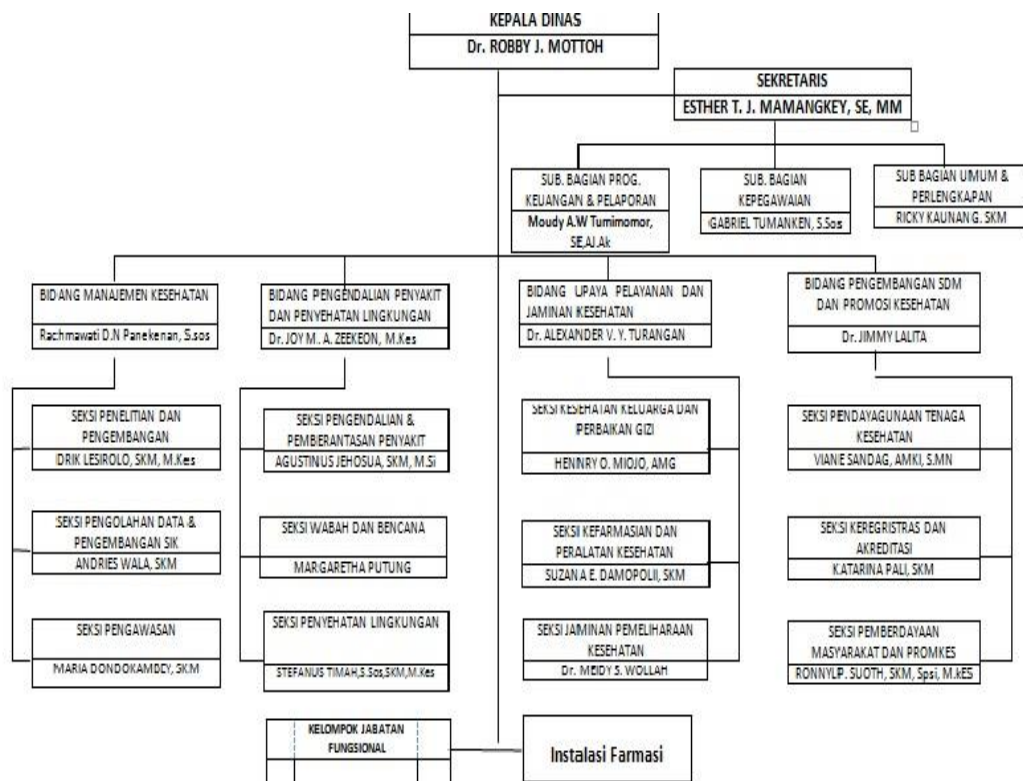 KEPALA DINAS
Dr. ROBBY J. MOTTOH
SEKRETARIS
ESTHER T. J. MAMANGKEY, SE, MM
SUB. BAGIAN PROG.
KEUANGAN & PELAPORAN
Moudy A.W Tumimomor,
SE,AJ.Ak
SUB. BAGIAN
KEPEGAWAIAN
GABRIEL TUMANKEN, S.Sos
SUB BAGIAN UMUM &
PERLENGKAPAN
RICKY KAUNAN G. SKM
BIDANG MANAJEMEN KESEHATAN
Rachmawati D.N Panekenan, S.sos
BIDANG PENGENDALIAN PENYAKIT
DAN PENYEHATAN LINGKUNGAN
Dr. JOY M. A. ZEEKEON, M.Kes
BIDANG UPAYA PELAYANAN DAN
JAMINAN KESEHATAN
Dr. ALEXANDER V. Y. TURANGAN
BIDANG PENGEMBANGAN SDM
DAN PROMOSI KESEHATAN
Dr. JIMMY LALITA
SEKSI PENELITIAN DAN
PENGEMBANGAN
IDRIK LESIROLO, SKM, M.Kes
SEKSI PENGENDALIAN &
PEMBERANTASAN PENYAKIT
AGUSTINUS JEHOSUA, SKM, M.Si
SEKSI KESEHATAN KELUARGA DAN
PERBAIKAN GIZI
HENINRY O. MIOJO, AMG
SEKSI PENDAYAGUNAAN TENAGA
KESEHATAN
VIANE SANDAG, AMKI, S.MN
SEKSI PENGOLAHAN DATA &
PENGEMBANGAN SIK
ANDRIES WALA, SKM
SEKSI WABAH DAN BENCANA
MARGARETHA PUTUNG
SEKSI KEFARMASIAN DAN
PERALATAN KESEHATAN
SUZANA E. DAMOPOLII, SKM
SEKSI KEREGRISTRAS DAN
AKREDITASI
KATARINA PALI, SKM
SEKSI PENGAWASAN
MARIA DONDOKAMBEY, SKM
SEKSI PENYEHATAN LINGKUNGAN
STEFANUS TIMAH,S.Sos,SKM,M.Kes
SEKSI JAMINAN PEMELIHARAAN
KESEHATAN
Dr. MEIDY S. WOLLAH
SEKSI PEMBERDAYAAN
MASYARAKAT DAN PROMKES
RONNYLIP. SUOTH, SKM, Spsi, M.kES
KELOMPOK JABATAN
FUNGSIONAL
Instalasi Farmasi